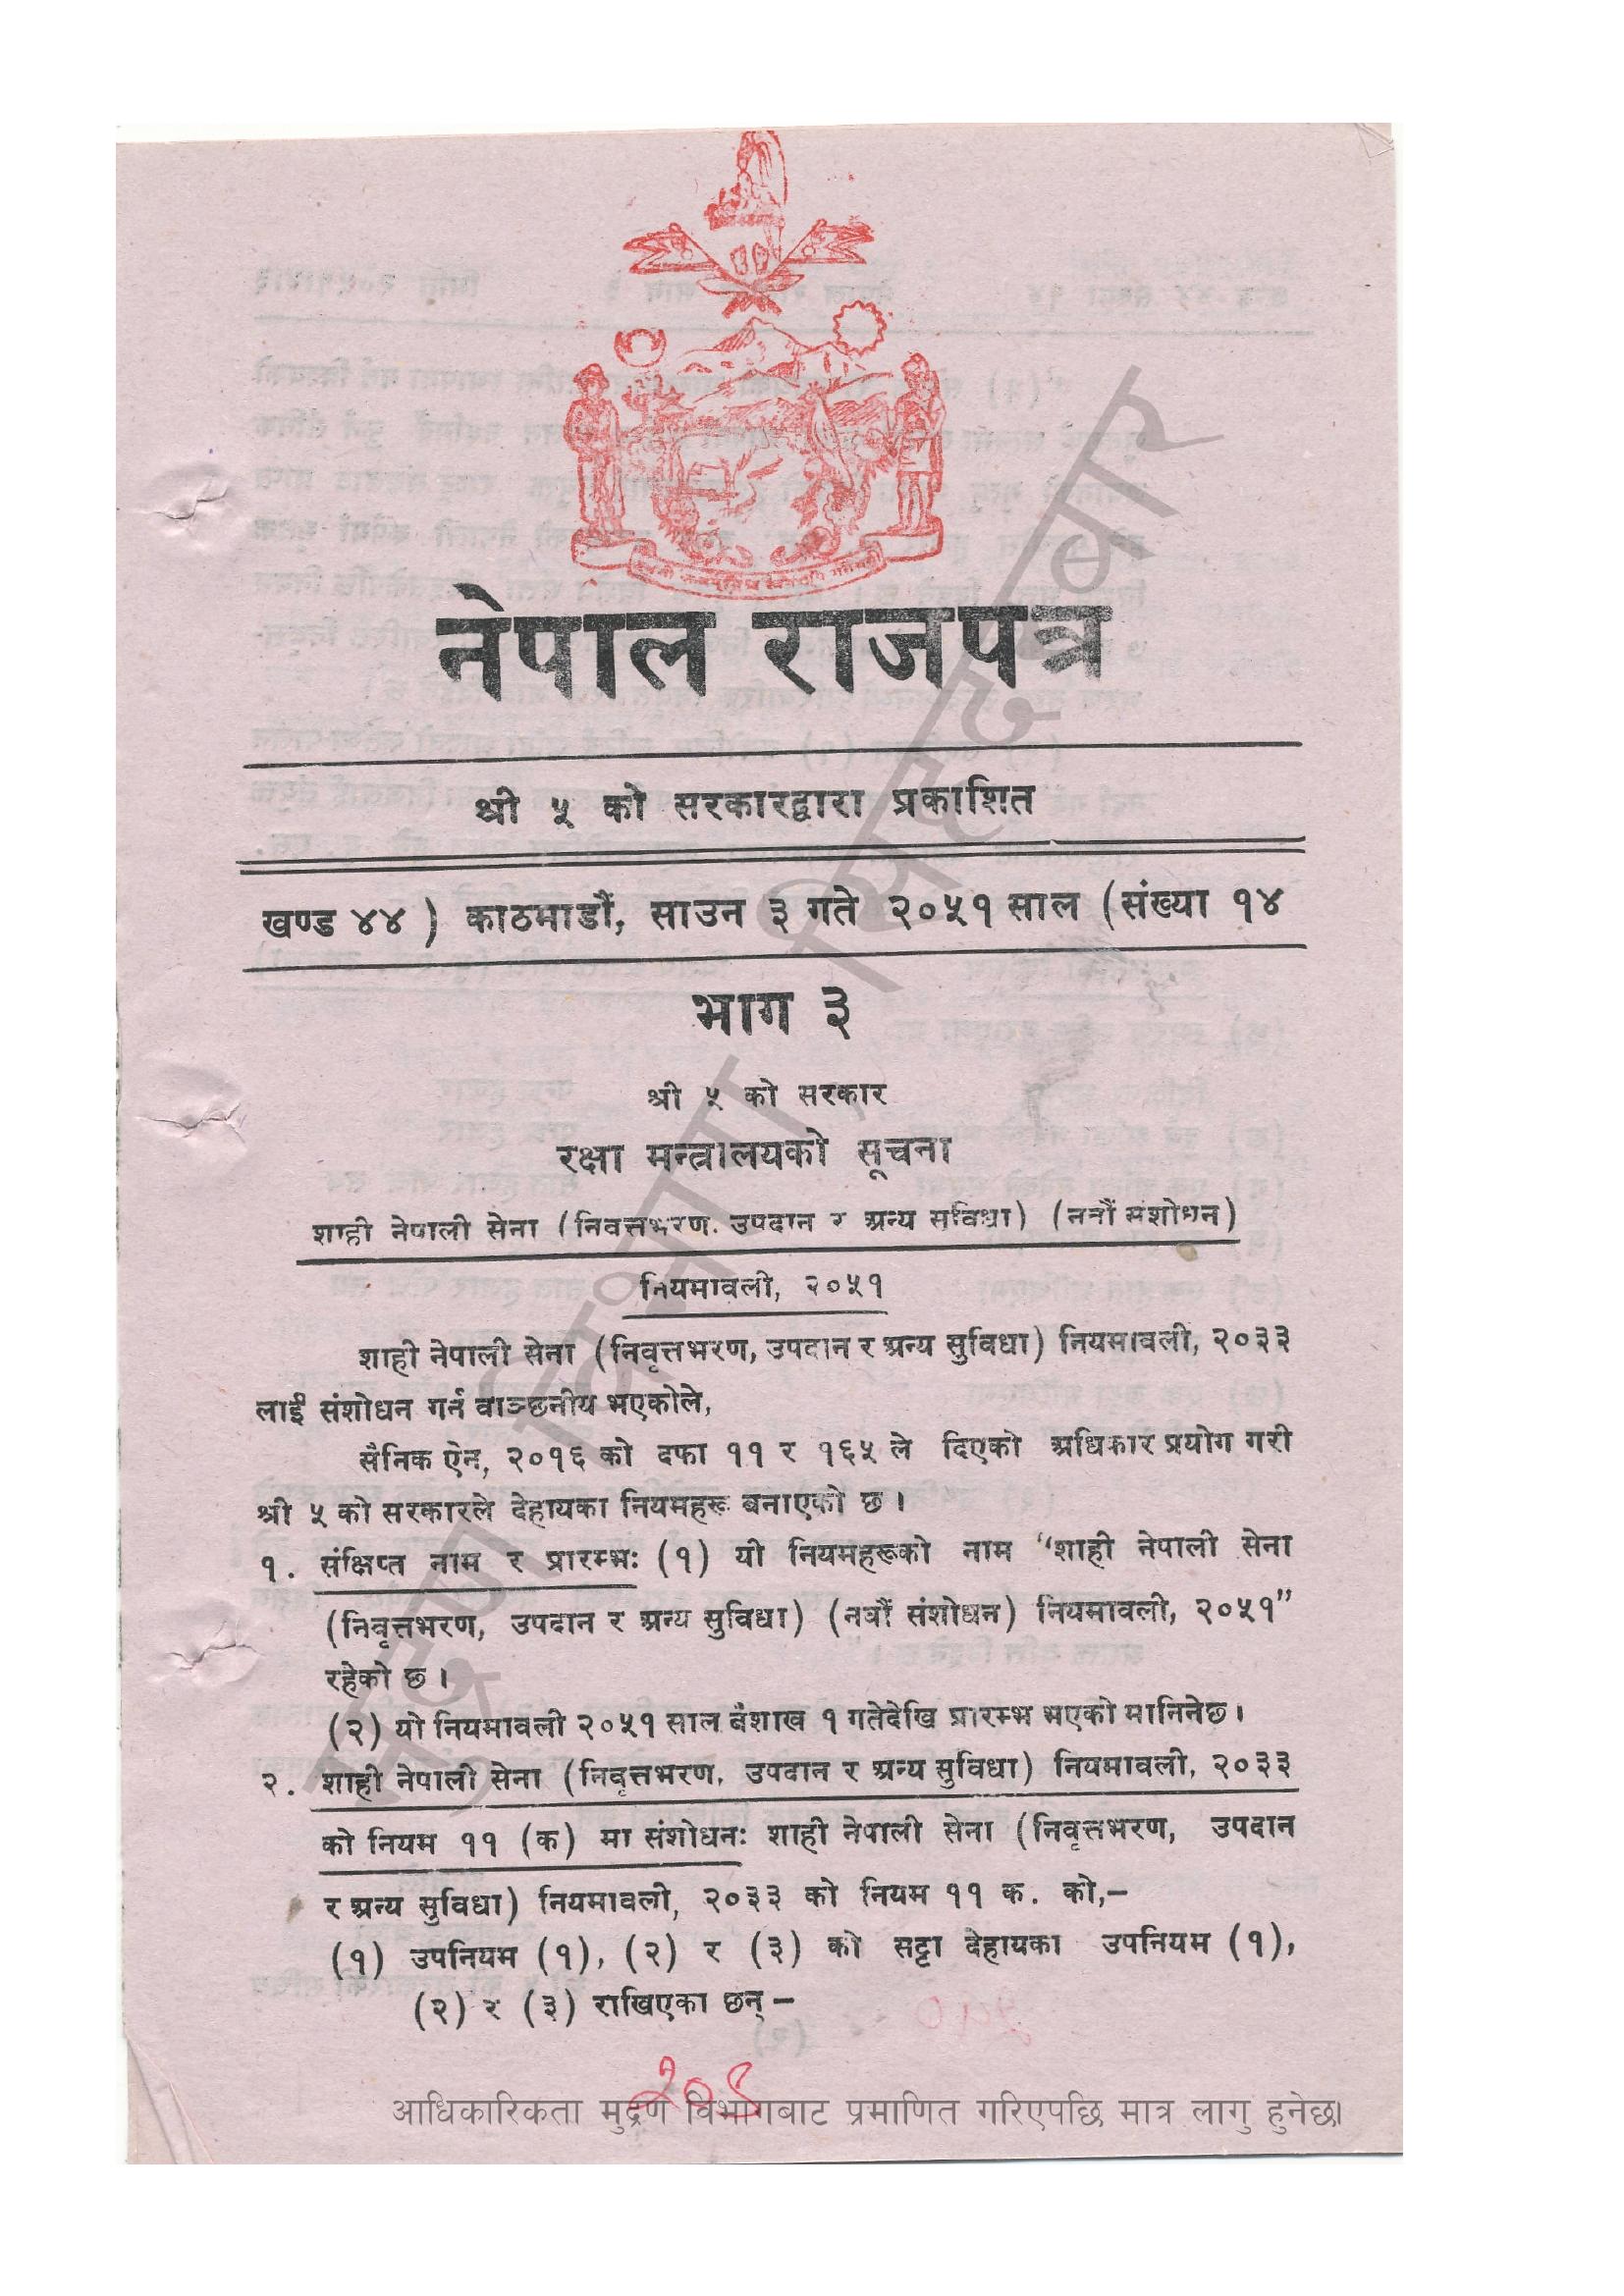 नेपाल राजपत्र
श्री ५ को सरकारद्वारा प्रकाशित
खण्ड ४४ ) काठमाडौं, साउन ३ गते २०५१ साल (संख्या १४
भाग ३
श्री ५ को सरकार
रक्षा मन्त्रालयको सूचना
शाही नेपाली सेना (निवृत्तभरण, उपदान र अन्य सुविधा) (नवौं संशोधन)
नियमावली, २०५१
शाही नेपाली सेना (निवृत्तभरण, उपदान र अन्य सुविधा) नियमावली, २०३३
लाई संशोधन गर्न वाञ्छनीय भएकोले,
सैनिक ऐन, २०१६ को दफा ११ र १६५ ले दिएको अधिकार प्रयोग गरी
श्री ५ को सरकारले देहायका नियमहरू बनाएको छ ।
१. संक्षिप्त नाम र प्रारम्भः (१) यी नियमहरूको नाम "शाही नेपाली सेना
(निवृत्तभरण, उपदान र अन्य सुविधा) (नवौं संशोधन) नियमावली, २०५१"
रहेको छ ।
(२) यो नियमावली २०५१ साल बैशाख १ गतेदेखि प्रारम्भ भएको मानिनेछ ।
२. शाही नेपाली सेना (निवृत्तभरण, उपदान र अन्य सुविधा) नियमावली, २०३३
को नियम ११ (क) मा संशोधनः शाही नेपाली सेना (निवृत्तभरण, उपदान
र अन्य सुविधा) नियमावली, २०३३ को नियम ११ क. को,–
(१) उपनियम (१), (२) र (३) को सट्टा देहायका उपनियम (१),
(२) र (३) राखिएका छन् –
२०९
आधिकारिकता मुद्रण विभागबाट प्रमाणित गरिएपछि मात्र लागु हुनेछ।